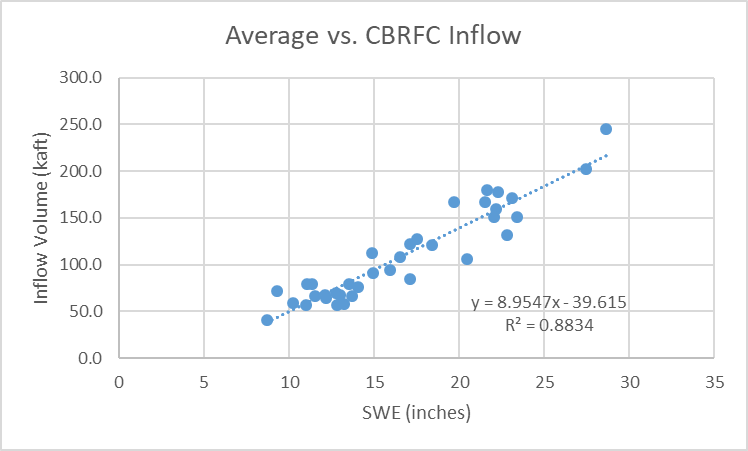 Average vs. CBRFC Inflow
300.0
250.0
200.0
150.0
100.0
50.0
0.0
Inflow Volume (kaft)
y = 8.9547x - 39.615
R² = 0.8834
0 5 10 15 20 25 30 35
SWE (inches)